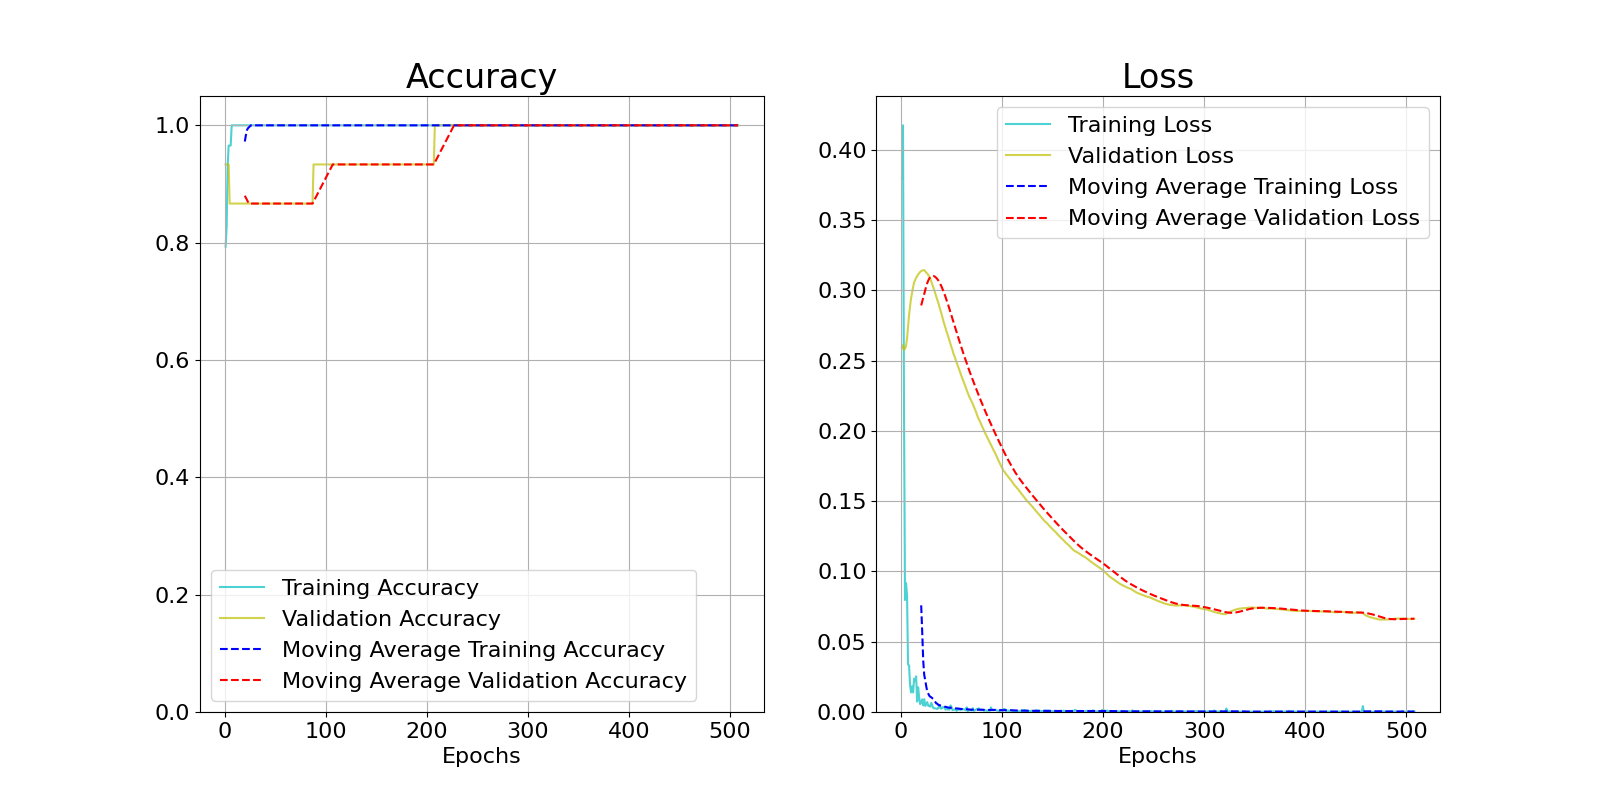 Accuracy
1.0
0.8
0.6
0.4
0.2
0.0
Training Accuracy
Validation Accuracy
Moving Average Training Accuracy
Moving Average Validation Accuracy
0 100 200 300 400 500
Epochs
Loss
0.40
0.35
0.30
0.25
0.20
0.15
0.10
0.05
0.00
Training Loss
Validation Loss
Moving Average Training Loss
Moving Average Validation Loss
0 100 200 300 400 500
Epochs